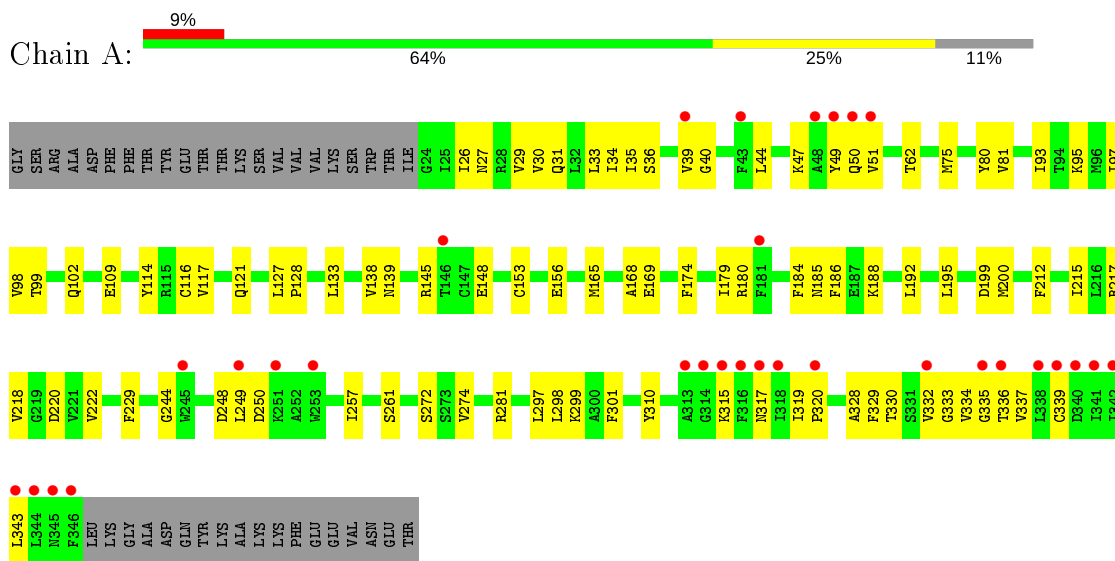 9%
Chain A:
64% 25% 11%
GLY SER ARG ALA ASP PHE PHE THR TYR GLU THR THR LYS SER VAL VAL VAL LYS SER TRP THR ILE G24 I25 I26 N27 R28 V29 V30 Q31 L32 L33 I34 I35 S36 V39 G40 F43 L44 K47 A48 Y49 Q50 V51 T62 M75 Y80 V81 I93 T94 K95 M96 I97
V98 T99 Q102 E109 Y114 R115 C116 V117 Q121 L127 P128 L133 V138 N139 R145 T146 C147 E148 C153 E156 M165 A168 E169 F174 I179 R180 F181 F184 N185 F186 E187 K188 L192 L195 D199 M200 F212 I215 L216 P217
V218 G219 D220 V221 V222 F229 G244 W245 D248 L249 D250 K251 A252 W253 I257 S261 S272 S273 V274 R281 L297 L298 K299 A300 F301 Y310 A313 G314 K315 F316 N317 I318 I319 P320 A328 F329 T330 S331 V332 G333 V334 G335 T336 V337 L338 C339 D340 I341 I342
L343 L344 N345 F346 LEU LYS GLY ALA ASP GLN TYR LYS ALA LYS LYS PHE GLU GLU VAL ASN GLU THR